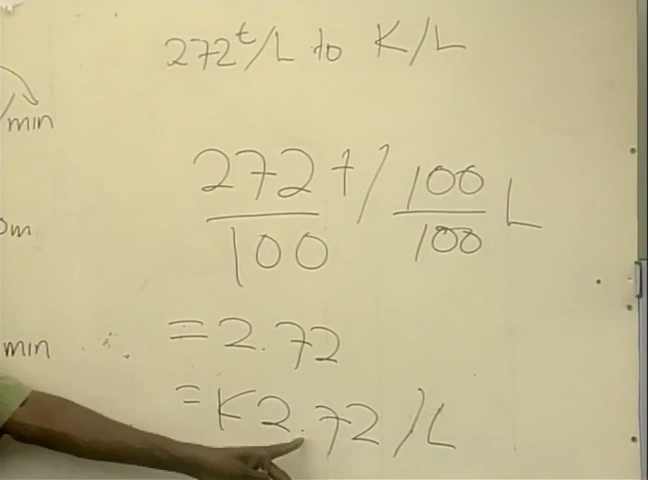 272t/L to K/L
min
272 t / 100 L
100 100
m
= 2.72
min
= K2.72/L